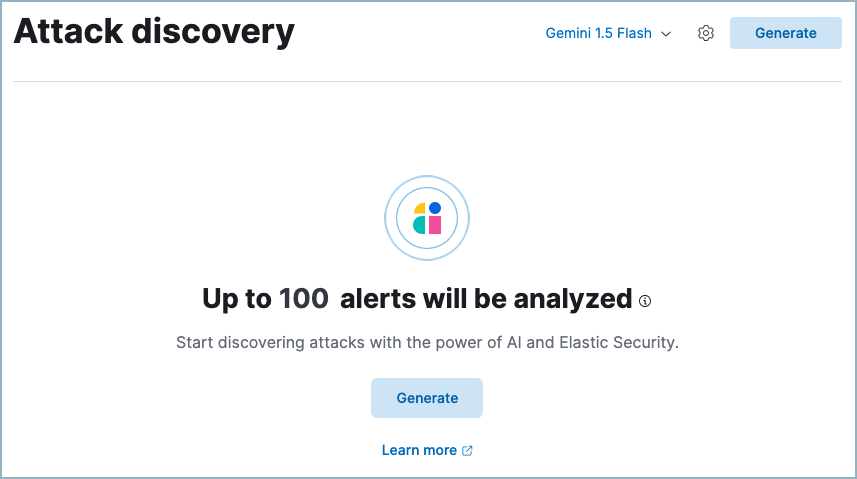 Attack discovery
Gemini 1.5 Flash
Generate
Up to 100 alerts will be analyzed
Start discovering attacks with the power of AI and Elastic Security.
Generate
Learn more